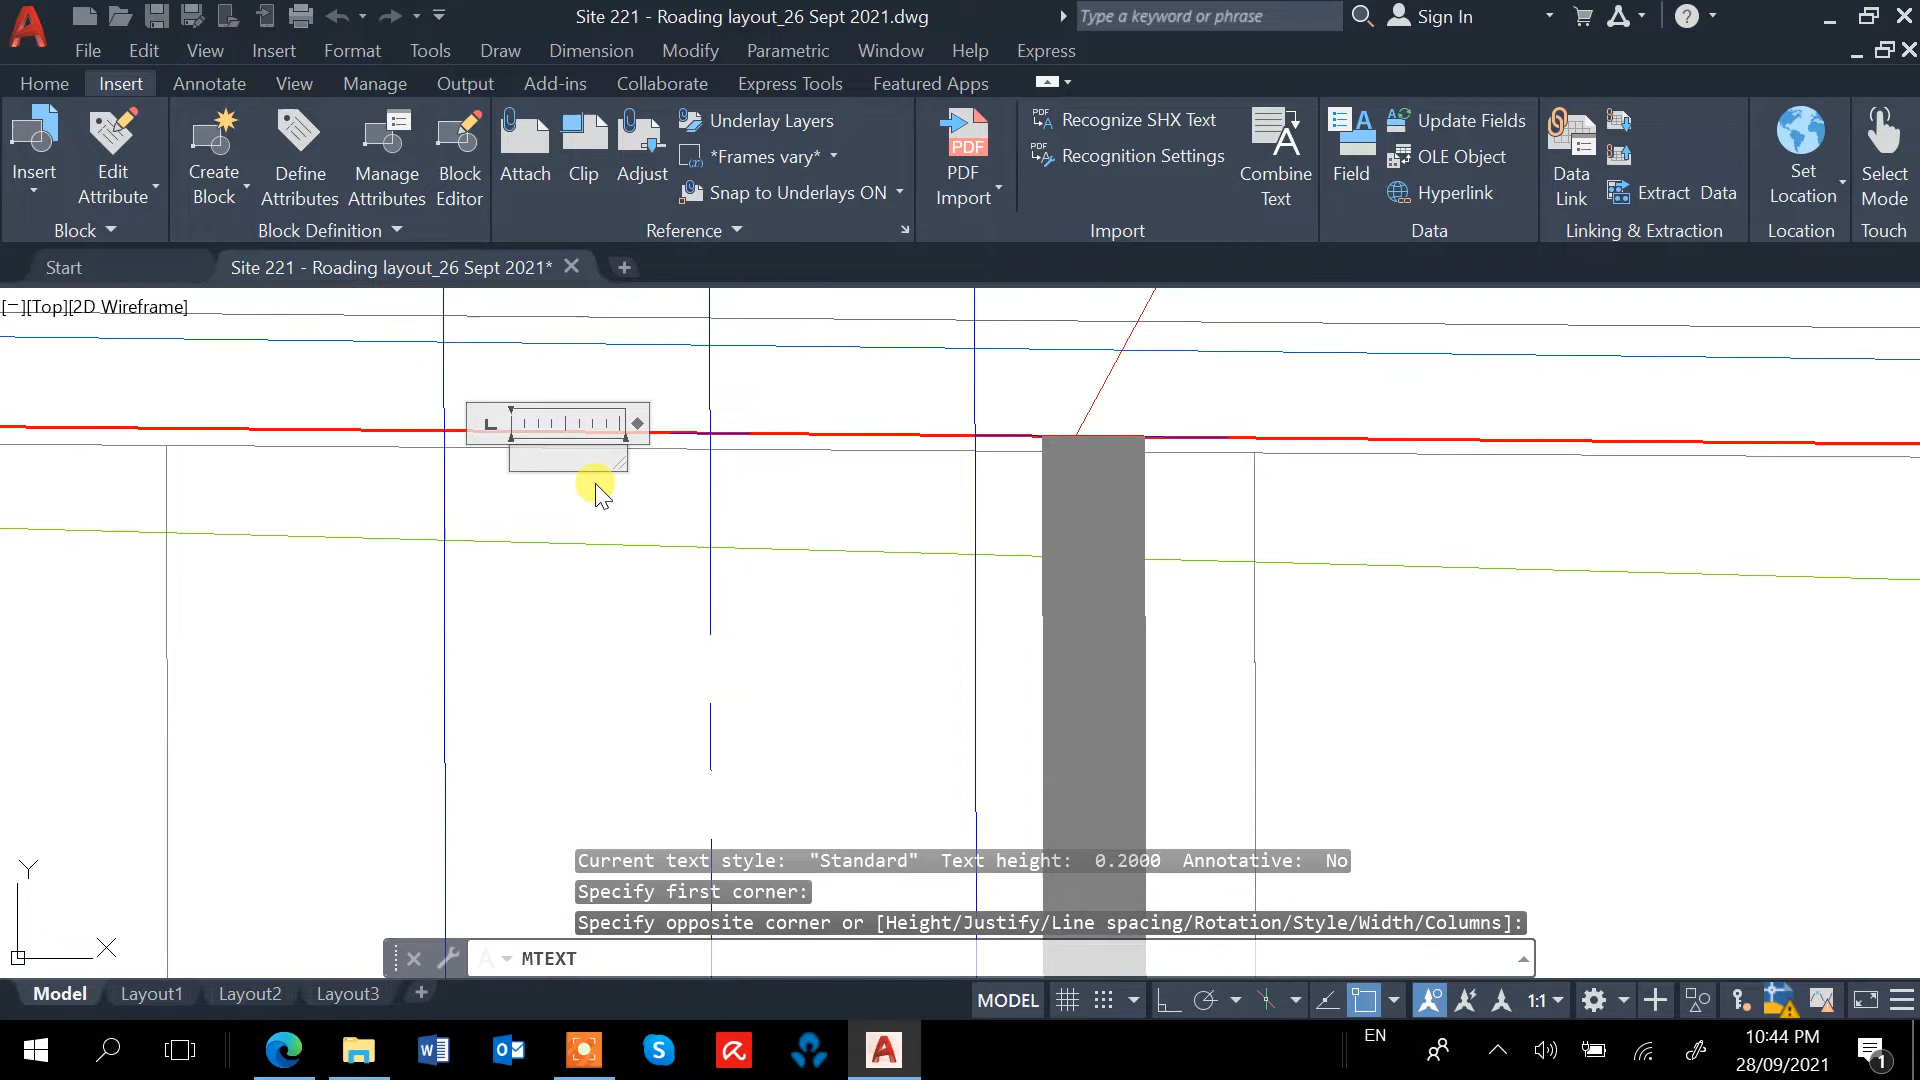 Site 221 - Roading layout_26 Sept 2021.dwg
Type a keyword or phrase
Sign In
File Edit View Insert Format Tools Draw Dimension Modify Parametric Window Help Express
Home Insert Annotate View Manage Output Add-ins Collaborate Express Tools Featured Apps
Insert
Edit Attribute
Create Block
Define Attributes
Manage Attributes
Block Editor
Attach
Clip
Adjust
Underlay Layers
*Frames vary*
Snap to Underlays ON
PDF
PDF Import
Recognize SHX Text
Recognition Settings
Combine Text
Field
Update Fields
OLE Object
Hyperlink
Data Link
Extract Data
Set Location
Select Mode
Block
Block Definition
Reference
Import
Data
Linking & Extraction
Location
Touch
Start
Site 221 - Roading layout_26 Sept 2021*
[−][Top][2D Wireframe]
Y
X
Current text style: "Standard" Text height: 0.2000 Annotative: No
Specify first corner:
Specify opposite corner or [Height/Justify/Line spacing/Rotation/Style/Width/Columns]:
MTEXT
Model Layout1 Layout2 Layout3
MODEL
1:1
EN
10:44 PM
28/09/2021
1